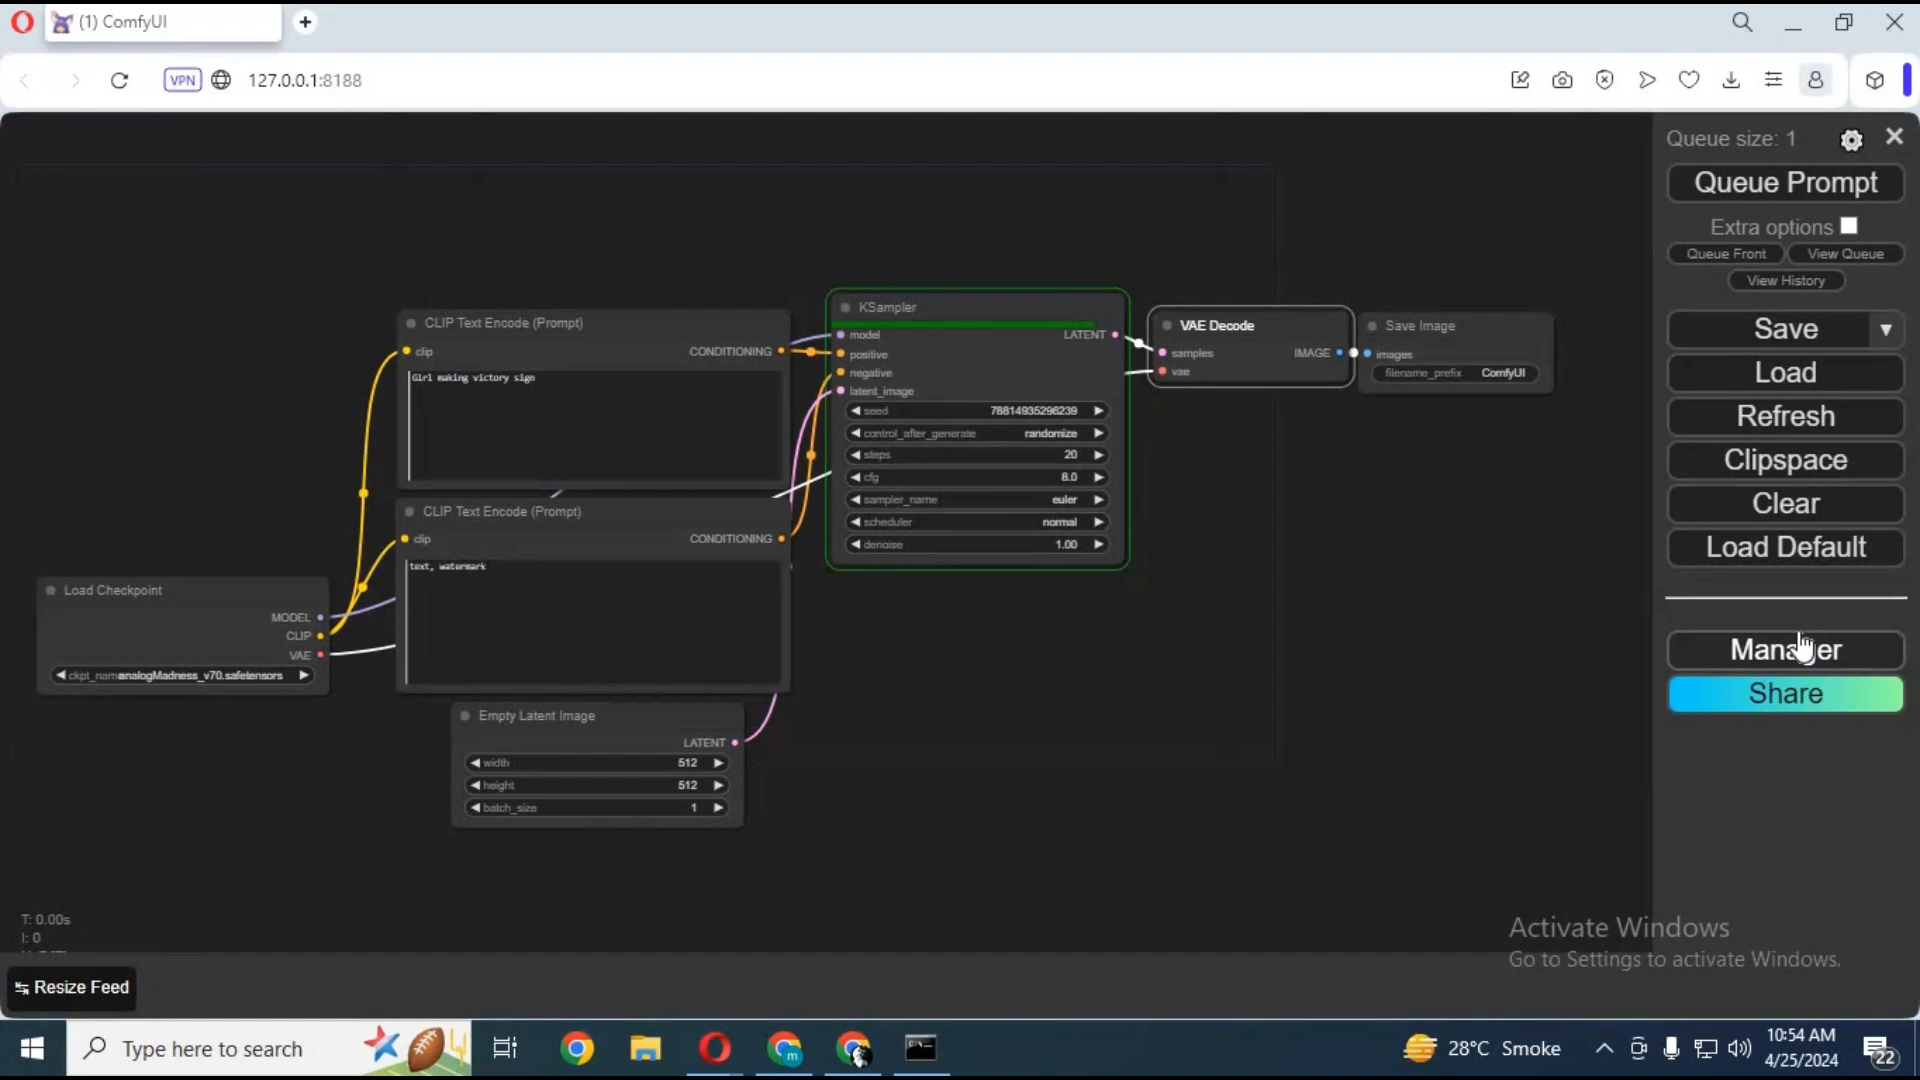 (1) ComfyUI
VPN
127.0.0.1:8188
Queue size: 1
Queue Prompt
Extra options
Queue Front
View Queue
View History
Save
Load
Refresh
Clipspace
Clear
Load Default
Manager
Share
CLIP Text Encode (Prompt)
clip
CONDITIONING
Girl making victory sign
CLIP Text Encode (Prompt)
clip
CONDITIONING
text, watermark
Load Checkpoint
MODEL
CLIP
VAE
ckpt_nam analogMadness_v70.safetensors
Empty Latent Image
LATENT
width 512
height 512
batch_size 1
KSampler
model LATENT
positive
negative
latent_image
seed 78814935296239
control_after_generate randomize
steps 20
cfg 8.0
sampler_name euler
scheduler normal
denoise 1.00
VAE Decode
samples IMAGE
vae
Save Image
images
filename_prefix ComfyUI
T: 0.00s
I: 0
Resize Feed
Activate Windows
Go to Settings to activate Windows.
Type here to search
m
28°C Smoke
10:54 AM
4/25/2024
22